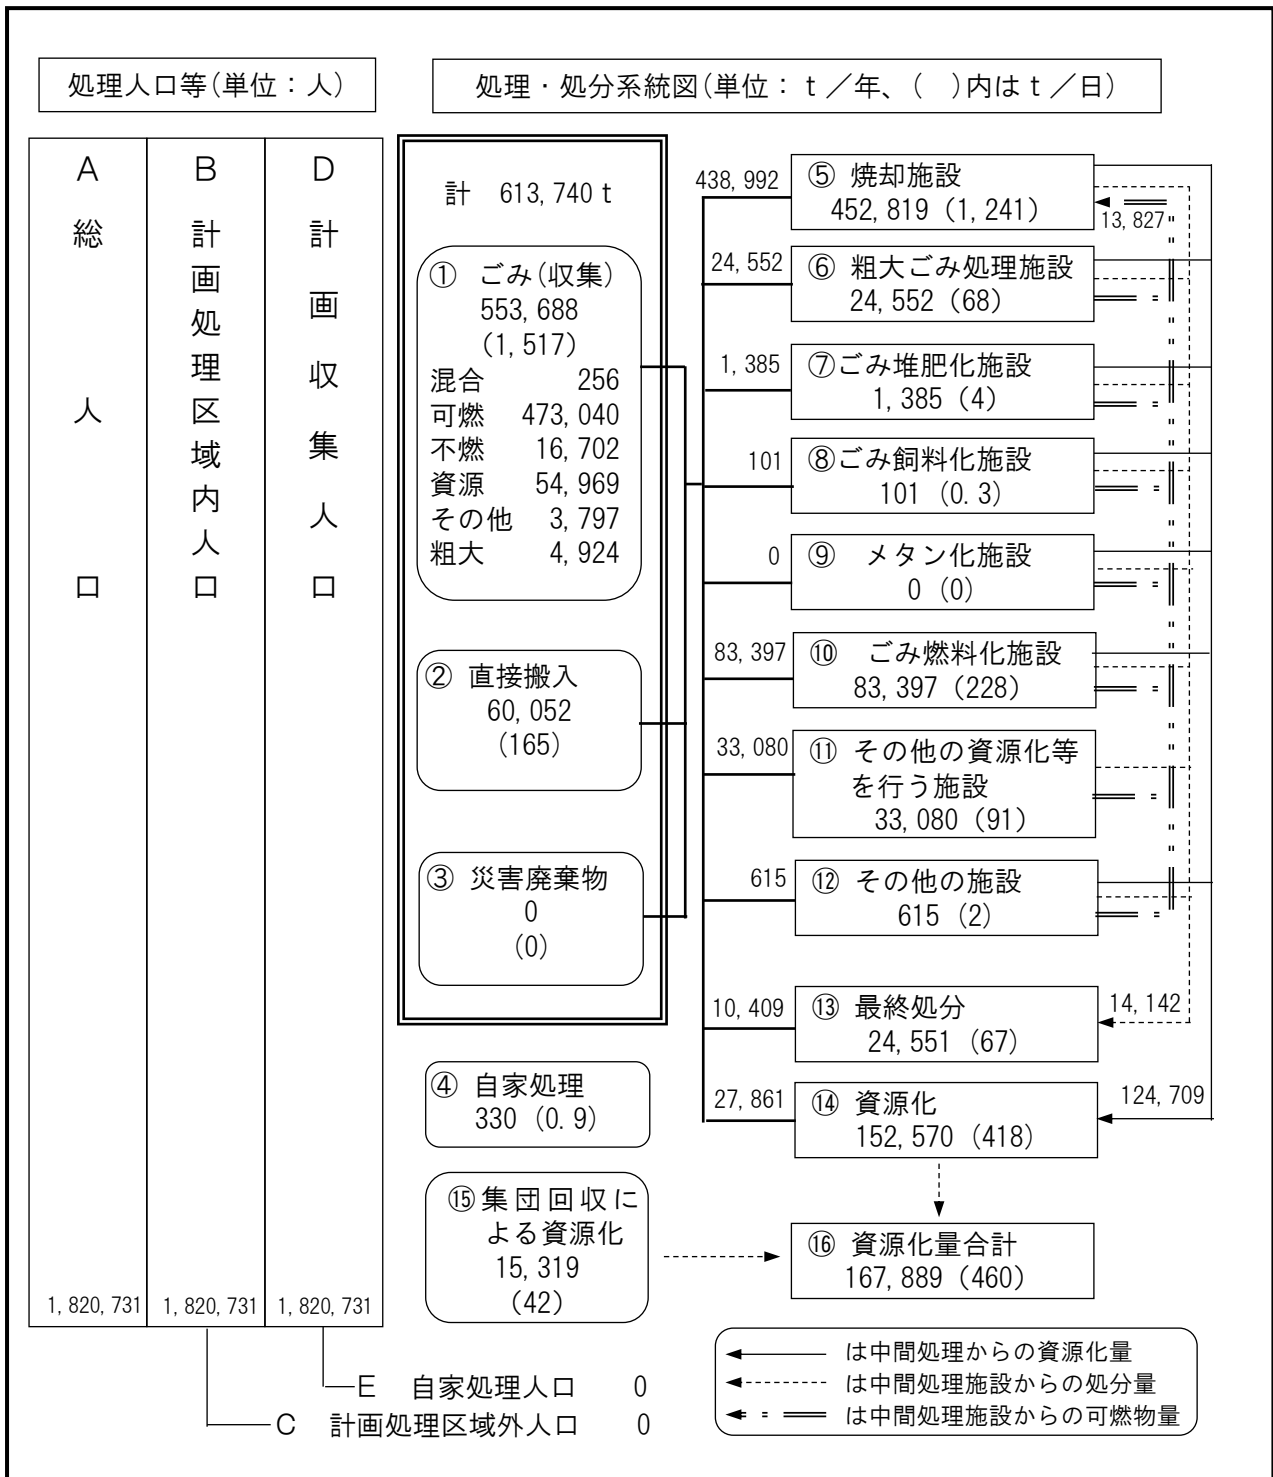 処理人口等(単位：人)
処理・処分系統図(単位：ｔ／年、(　)内はｔ／日)
A 総人口
1,820,731
B 計画処理区域内人口
1,820,731
D 計画収集人口
1,820,731
E 自家処理人口 0
C 計画処理区域外人口 0
計 613,740 t
① ごみ(収集)
553,688
(1,517)
混合 256
可燃 473,040
不燃 16,702
資源 54,969
その他 3,797
粗大 4,924
② 直接搬入
60,052
(165)
③ 災害廃棄物
0
(0)
④ 自家処理
330 (0.9)
⑮集団回収に
よる資源化
15,319
(42)
438,992
⑤ 焼却施設
452,819 (1,241)
13,827
24,552
⑥ 粗大ごみ処理施設
24,552 (68)
1,385
⑦ごみ堆肥化施設
1,385 (4)
101
⑧ごみ飼料化施設
101 (0.3)
0
⑨ メタン化施設
0 (0)
83,397
⑩ ごみ燃料化施設
83,397 (228)
33,080
⑪ その他の資源化等
を行う施設
33,080 (91)
615
⑫ その他の施設
615 (2)
10,409
⑬ 最終処分
24,551 (67)
14,142
27,861
⑭ 資源化
152,570 (418)
124,709
⑯ 資源化量合計
167,889 (460)
は中間処理からの資源化量
は中間処理施設からの処分量
は中間処理施設からの可燃物量